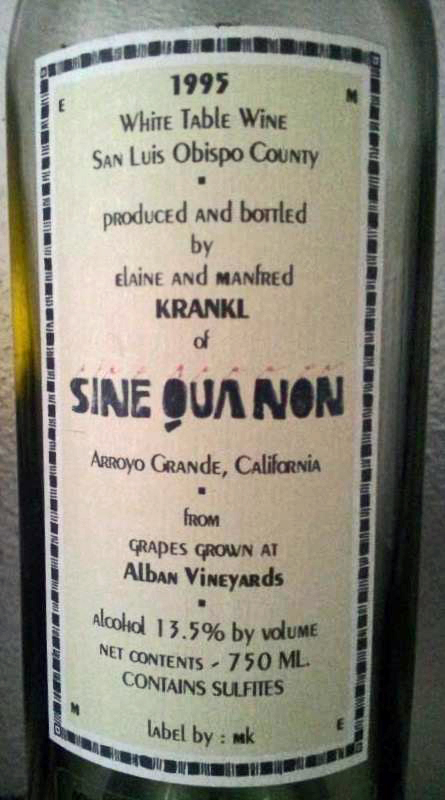 1995
E M
White Table Wine
San Luis Obispo County
produced and bottled
by
Elaine and Manfred
KRANKL
of
SINE QUA NON
Arroyo Grande, California
from
grapes grown at
Alban Vineyards
alcohol 13.5% by volume
net contents - 750 ML.
CONTAINS SULFITES
M E
label by : mk